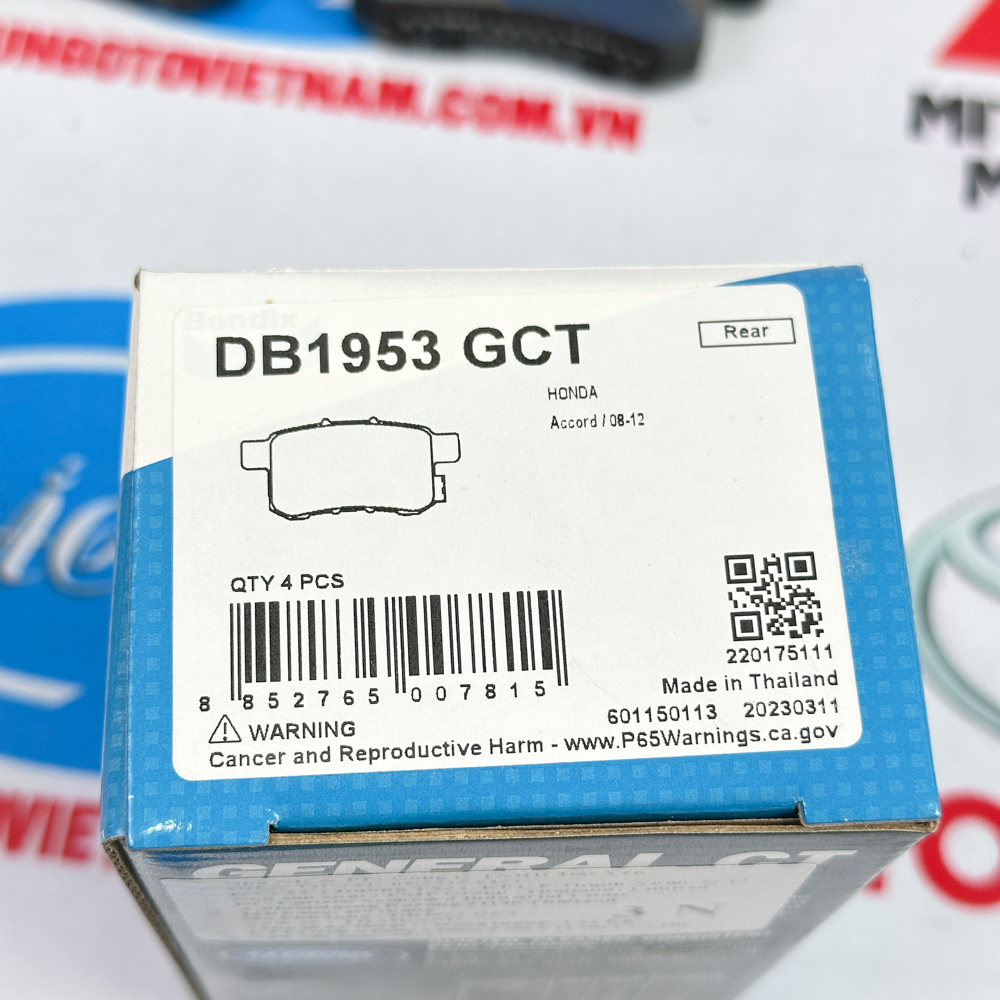 UNOTOVIETNAM.COM.VN
Bendix
DB1953 GCT
Rear
HONDA
Accord / 08-12
QTY 4 PCS
8 852765 007815
220175111
Made in Thailand
601150113 20230311
WARNING
Cancer and Reproductive Harm - www.P65Warnings.ca.gov
GENERAL CT